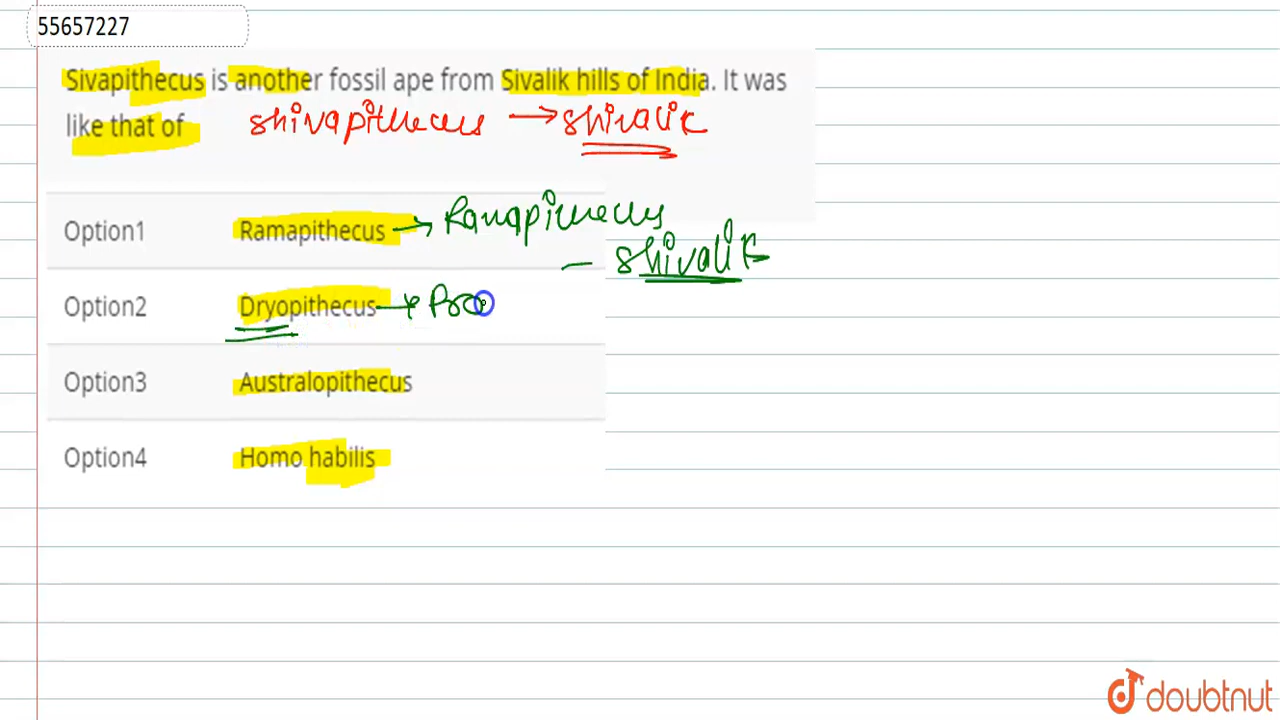 55657227
Sivapithecus is another fossil ape from Sivalik hills of India. It was
like that of
shivapithecus → shivalik
Option1 Ramapithecus → Ramapithecus
– shivalik
Option2 Dryopithecus → Pro
Option3 Australopithecus
Option4 Homo habilis
doubtnut